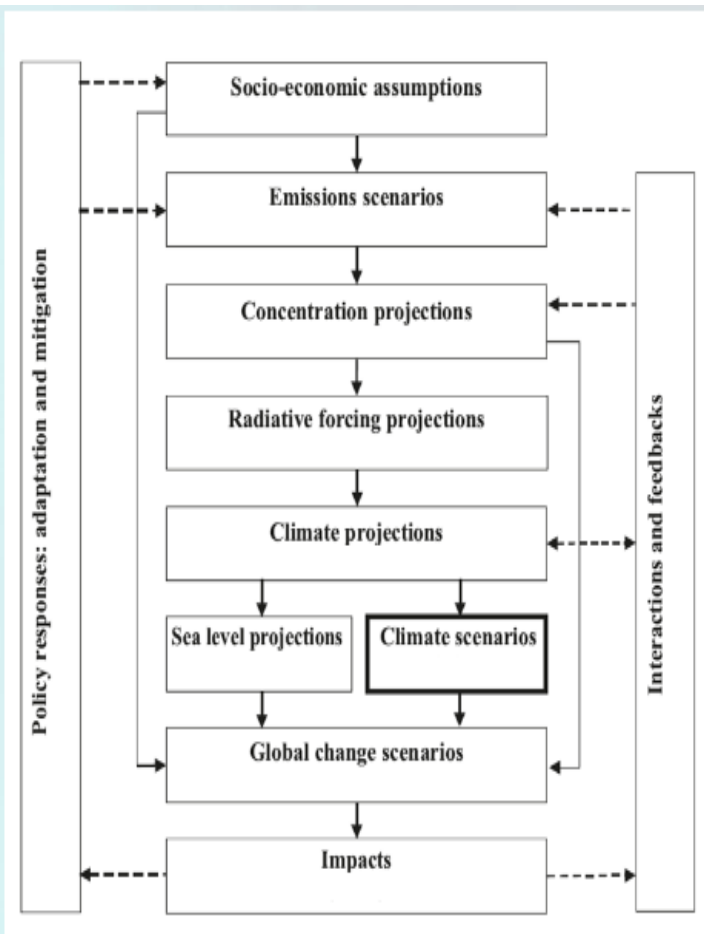 Socio-economic assumptions
Emissions scenarios
Concentration projections
Radiative forcing projections
Climate projections
Sea level projections
Climate scenarios
Global change scenarios
Impacts
Policy responses: adaptation and mitigation
Interactions and feedbacks